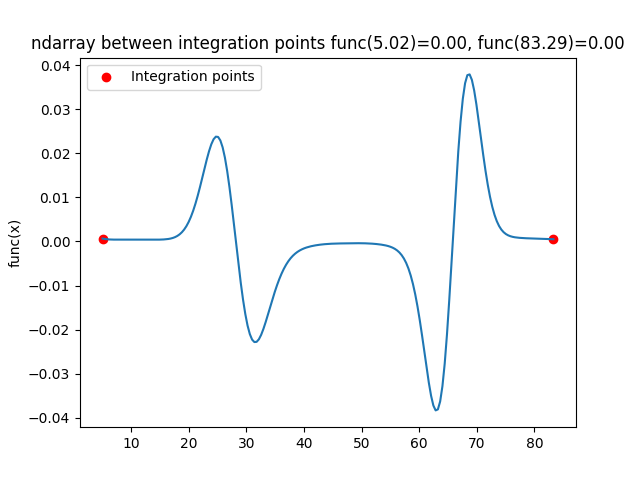 ndarray between integration points func(5.02)=0.00, func(83.29)=0.00
Integration points
func(x)
0.04
0.03
0.02
0.01
0.00
−0.01
−0.02
−0.03
−0.04
10 20 30 40 50 60 70 80